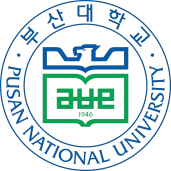 부산대학교
PUSAN NATIONAL UNIVERSITY
1946